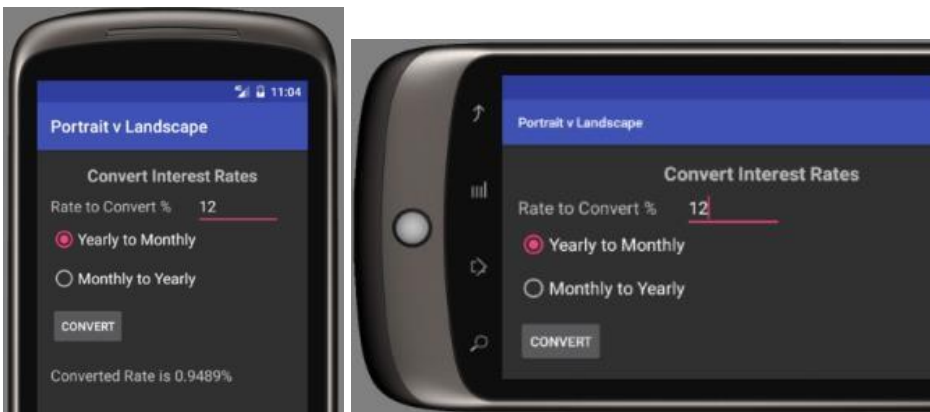 11:04
Portrait v Landscape
Convert Interest Rates
Rate to Convert % 12
Yearly to Monthly
Monthly to Yearly
CONVERT
Converted Rate is 0.9489%
Portrait v Landscape
Convert Interest Rates
Rate to Convert % 12
Yearly to Monthly
Monthly to Yearly
CONVERT